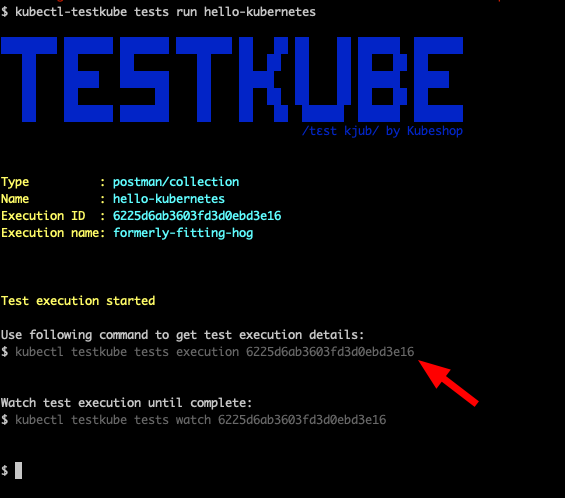 $ kubectl-testkube tests run hello-kubernetes
TESTKUBE
/tɛst kjub/ by Kubeshop
Type : postman/collection
Name : hello-kubernetes
Execution ID : 6225d6ab3603fd3d0ebd3e16
Execution name: formerly-fitting-hog
Test execution started
Use following command to get test execution details:
$ kubectl testkube tests execution 6225d6ab3603fd3d0ebd3e16
Watch test execution until complete:
$ kubectl testkube tests watch 6225d6ab3603fd3d0ebd3e16
$